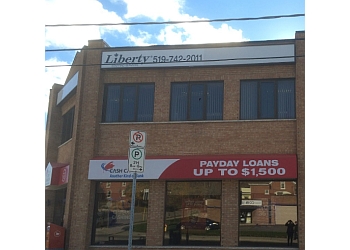 Liberty 519-742-2011
PAYDAY LOANS
UP TO $1,500
CASH
P
P